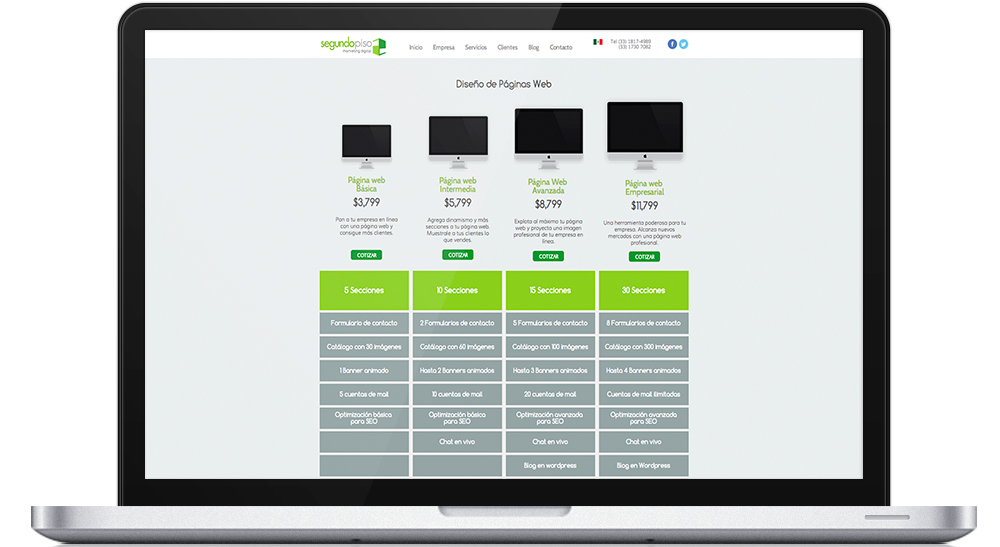 segundopiso
marketing digital
Inicio Empresa Servicios Clientes Blog Contacto
Tel (33) 1817-4989
(33) 1730 7082
Diseño de Páginas Web
Página web
Básica
$3,799
Pon a tu empresa en línea
con una página web y
consigue más clientes.
COTIZAR
Página web
Intermedia
$5,799
Agrega dinamismo y más
secciones a tu página web.
Muestrale a tus clientes lo
que vendes.
COTIZAR
Página Web
Avanzada
$8,799
Explota al máximo tu página
web y proyecta una imagen
profesional de tu empresa en
línea.
COTIZAR
Página web
Empresarial
$11,799
Una herramienta poderosa para tu
empresa. Alcanza nuevos
mercados con una página web
profesional.
COTIZAR
5 Secciones 10 Secciones 15 Secciones 30 Secciones
Formulario de contacto 2 Formularios de contacto 5 Formularios de contacto 8 Formularios de contacto
Catálogo con 30 imágenes Catálogo con 60 imágenes Catálogo con 100 imágenes Catálogo con 300 imágenes
1 Banner animado Hasta 2 Banners animados Hasta 3 Banners animados Hasta 4 Banners animados
5 cuentas de mail 10 cuentas de mail 20 cuentas de mail Cuentas de mail ilimitadas
Optimización básica Optimización básica Optimización avanzada Optimización avanzada
para SEO para SEO para SEO para SEO
Chat en vivo Chat en vivo Chat en vivo
Blog en wordpress Blog en Wordpress